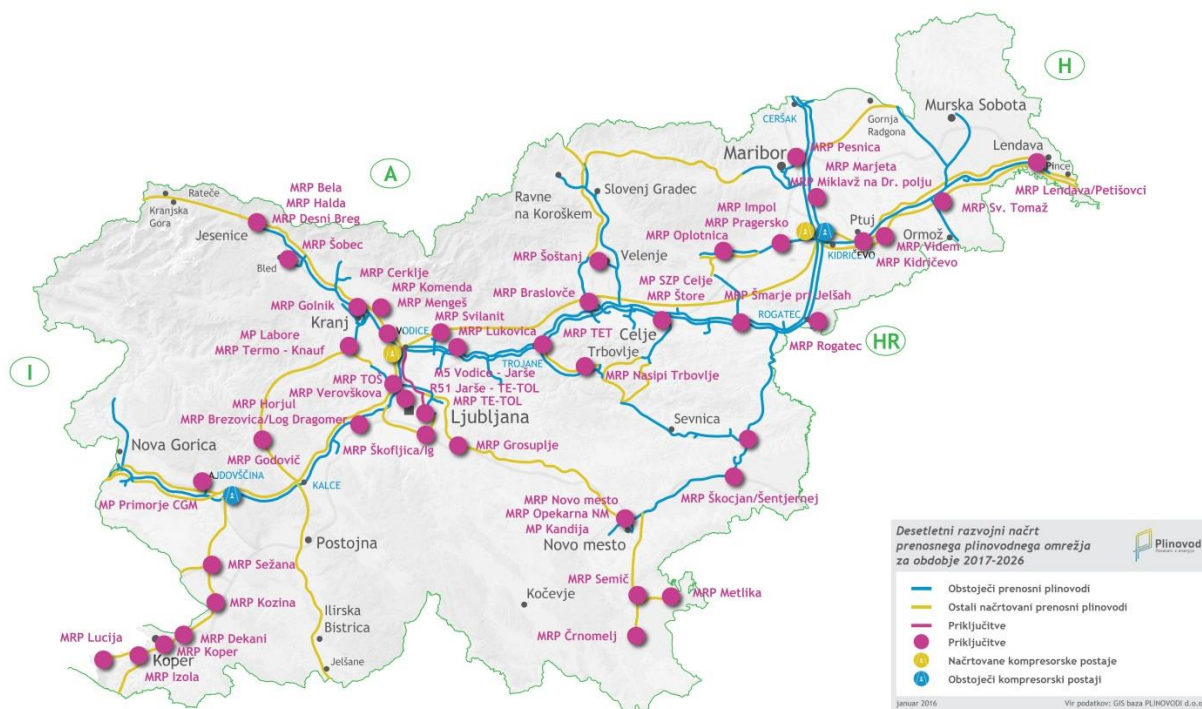 H
CERŠAK
Gornja
Radgona
Murska Sobota
Maribor
MRP Pesnica
MRP Marjeta
MRP Miklavž na Dr. polju
Lendava
Pince
MRP Lendava/Petišovci
MRP Sv. Tomaž
A
Rateče
Kranjska
Gora
MRP Bela
MRP Halda
MRP Desni Breg
Jesenice
MRP Šobec
Bled
Ravne
na Koroškem
Slovenj Gradec
MRP Impol
MRP Pragersko
MRP Oplotnica
Ptuj
KIDRIČEVO
Ormož
MRP Videm
MRP Kidričevo
MRP Šoštanj
Velenje
MRP Cerklje
MRP Komenda
MRP Mengeš
MRP Golnik
Kranj
VODICE
MRP Svilanit
MRP Lukovica
MRP Braslovče
MP SZP Celje
MRP Štore
MRP Šmarje pri Jelšah
ROGATEC
MRP Rogatec
HR
Celje
MRP TET
Trbovlje
TROJANE
MRP Nasipi Trbovlje
MP Labore
MRP Termo - Knauf
I
M5 Vodice - Jarše
R51 Jarše - TE-TOL
MRP TE-TOL
MRP TOŠ
MRP Verovškova
Ljubljana
MRP Horjul
MRP Brezovica/Log Dragomer
MRP Škofljica/Ig
MRP Grosuplje
Sevnica
Nova Gorica
MRP Godovič
AJDOVŠČINA
KALCE
MP Primorje CGM
MRP Škocjan/Šentjernej
MRP Novo mesto
MRP Opekarna NM
MP Kandija
Novo mesto
Postojna
MRP Sežana
MRP Kozina
Kočevje
MRP Semič
MRP Metlika
MRP Črnomelj
Ilirska
Bistrica
Jelšane
MRP Lucija
MRP Dekani
MRP Koper
Koper
MRP Izola
Desetletni razvojni načrt
prenosnega plinovodnega omrežja
za obdobje 2017-2026
Plinovodi
Obstoječi prenosni plinovodi
Ostali načrtovani prenosni plinovodi
Priključitve
Priključitve
Načrtovane kompresorske postaje
Obstoječi kompresorski postaji
januar 2016
Vir podatkov: GIS baza PLINOVODI d.o.o.